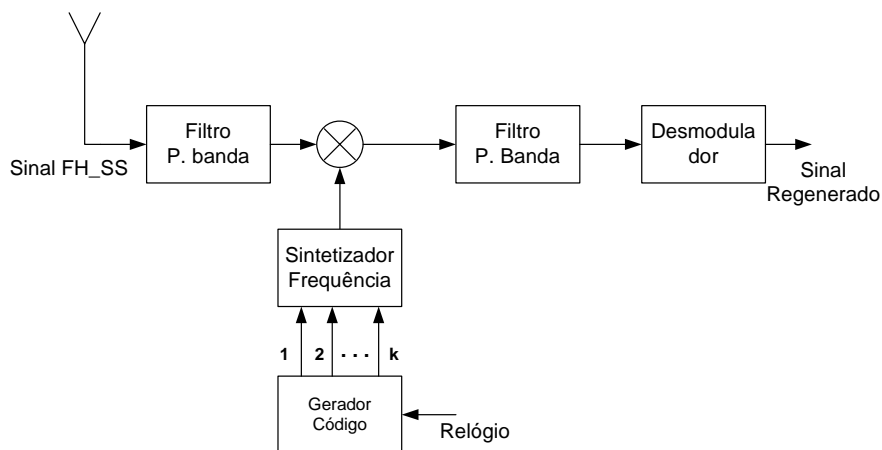 Sinal FH_SS
Filtro
P. banda
Filtro
P. Banda
Desmodula
dor
Sinal
Regenerado
Sintetizador
Frequência
1 2 . . . k
Gerador
Código
Relógio